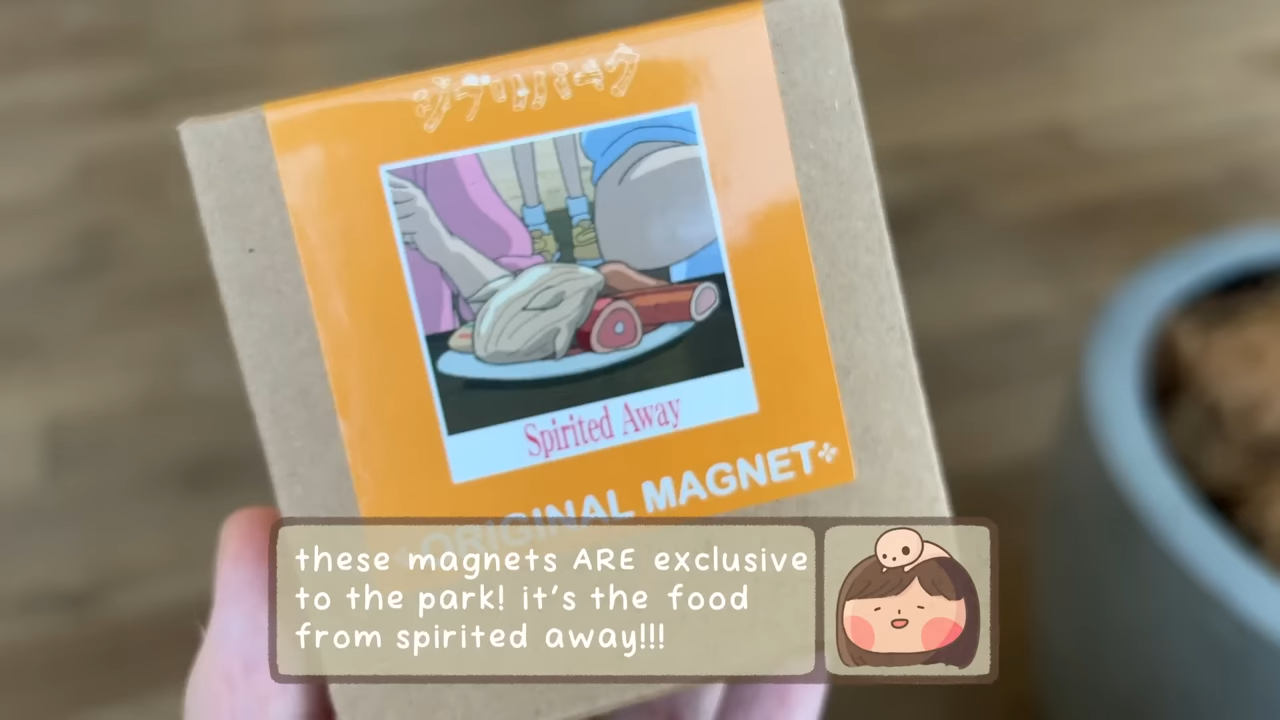 ジブリパーク
Spirited Away
ORIGINAL MAGNET
these magnets ARE exclusive
to the park! it's the food
from spirited away!!!